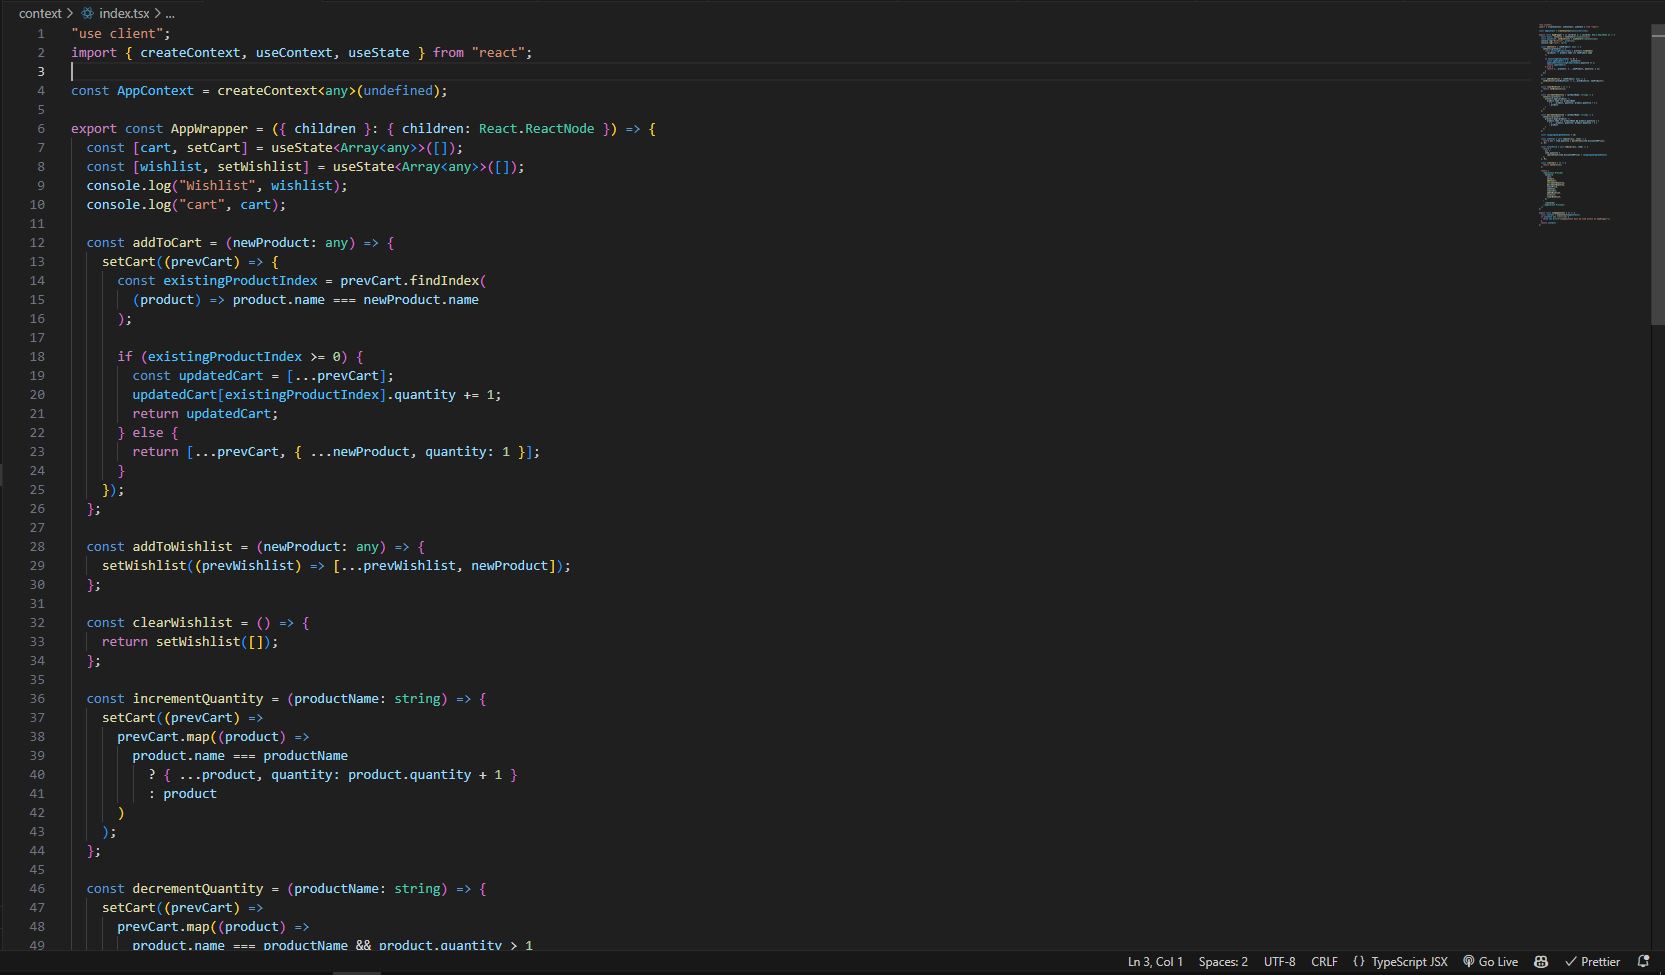 context > index.tsx > ...
1 "use client";
2 import { createContext, useContext, useState } from "react";
3
4 const AppContext = createContext<any>(undefined);
5
6 export const AppWrapper = ({ children }: { children: React.ReactNode }) => {
7   const [cart, setCart] = useState<Array<any>>([]);
8   const [wishlist, setWishlist] = useState<Array<any>>([]);
9   console.log("Wishlist", wishlist);
10   console.log("cart", cart);
11
12   const addToCart = (newProduct: any) => {
13     setCart((prevCart) => {
14       const existingProductIndex = prevCart.findIndex(
15         (product) => product.name === newProduct.name
16       );
17
18       if (existingProductIndex >= 0) {
19         const updatedCart = [...prevCart];
20         updatedCart[existingProductIndex].quantity += 1;
21         return updatedCart;
22       } else {
23         return [...prevCart, { ...newProduct, quantity: 1 }];
24       }
25     });
26   };
27
28   const addToWishlist = (newProduct: any) => {
29     setWishlist((prevWishlist) => [...prevWishlist, newProduct]);
30   };
31
32   const clearWishlist = () => {
33     return setWishlist([]);
34   };
35
36   const incrementQuantity = (productName: string) => {
37     setCart((prevCart) =>
38       prevCart.map((product) =>
39         product.name === productName
40           ? { ...product, quantity: product.quantity + 1 }
41           : product
42       )
43     );
44   };
45
46   const decrementQuantity = (productName: string) => {
47     setCart((prevCart) =>
48       prevCart.map((product) =>
49         product.name === productName && product.quantity > 1
Ln 3, Col 1 Spaces: 2 UTF-8 CRLF {} TypeScript JSX Go Live Prettier